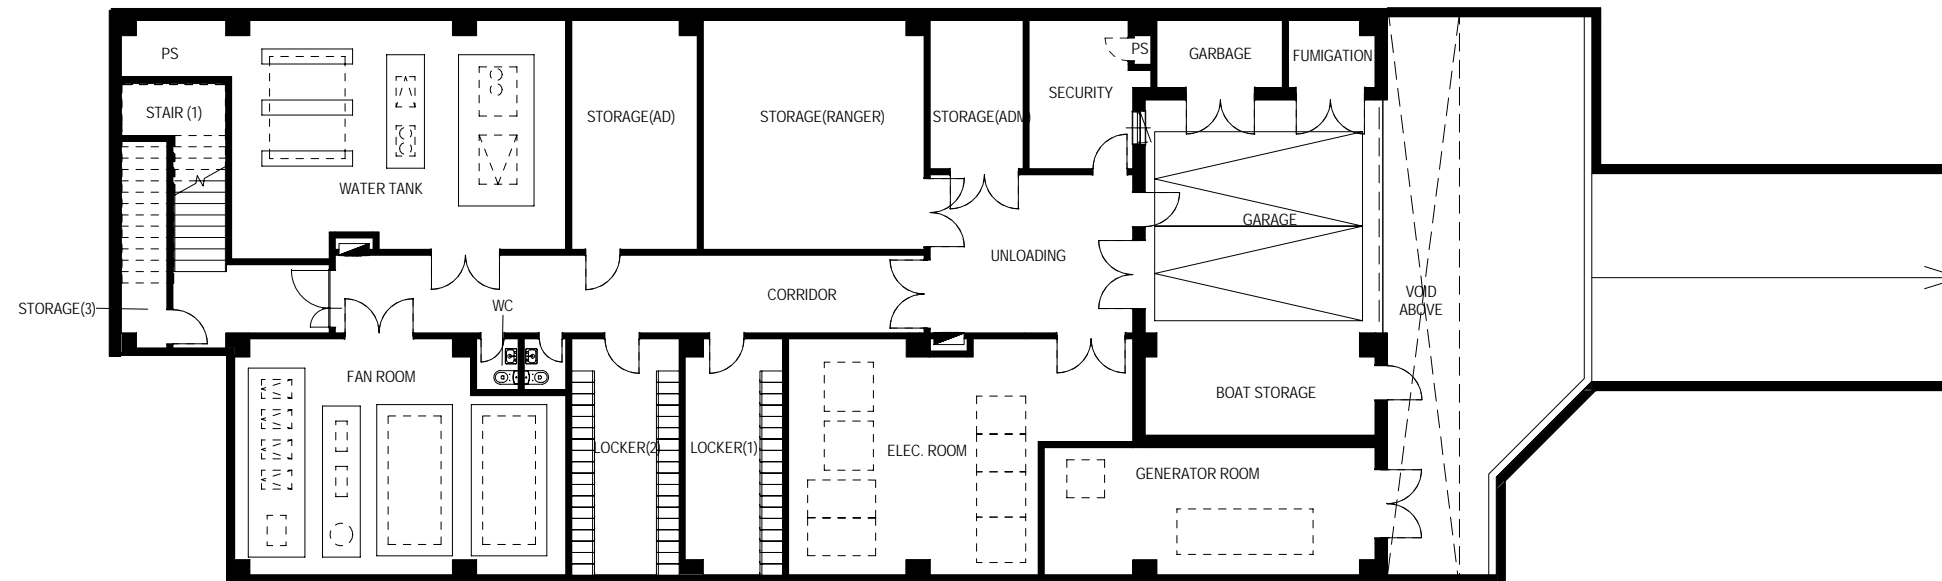 PS
PS
GARBAGE
FUMIGATION
STAIR (1)
STORAGE(AD)
STORAGE(RANGER)
STORAGE(ADM)
SECURITY
WATER TANK
GARAGE
UNLOADING
STORAGE(3)
WC
CORRIDOR
VOID
ABOVE
FAN ROOM
BOAT STORAGE
LOCKER(2)
LOCKER(1)
ELEC. ROOM
GENERATOR ROOM